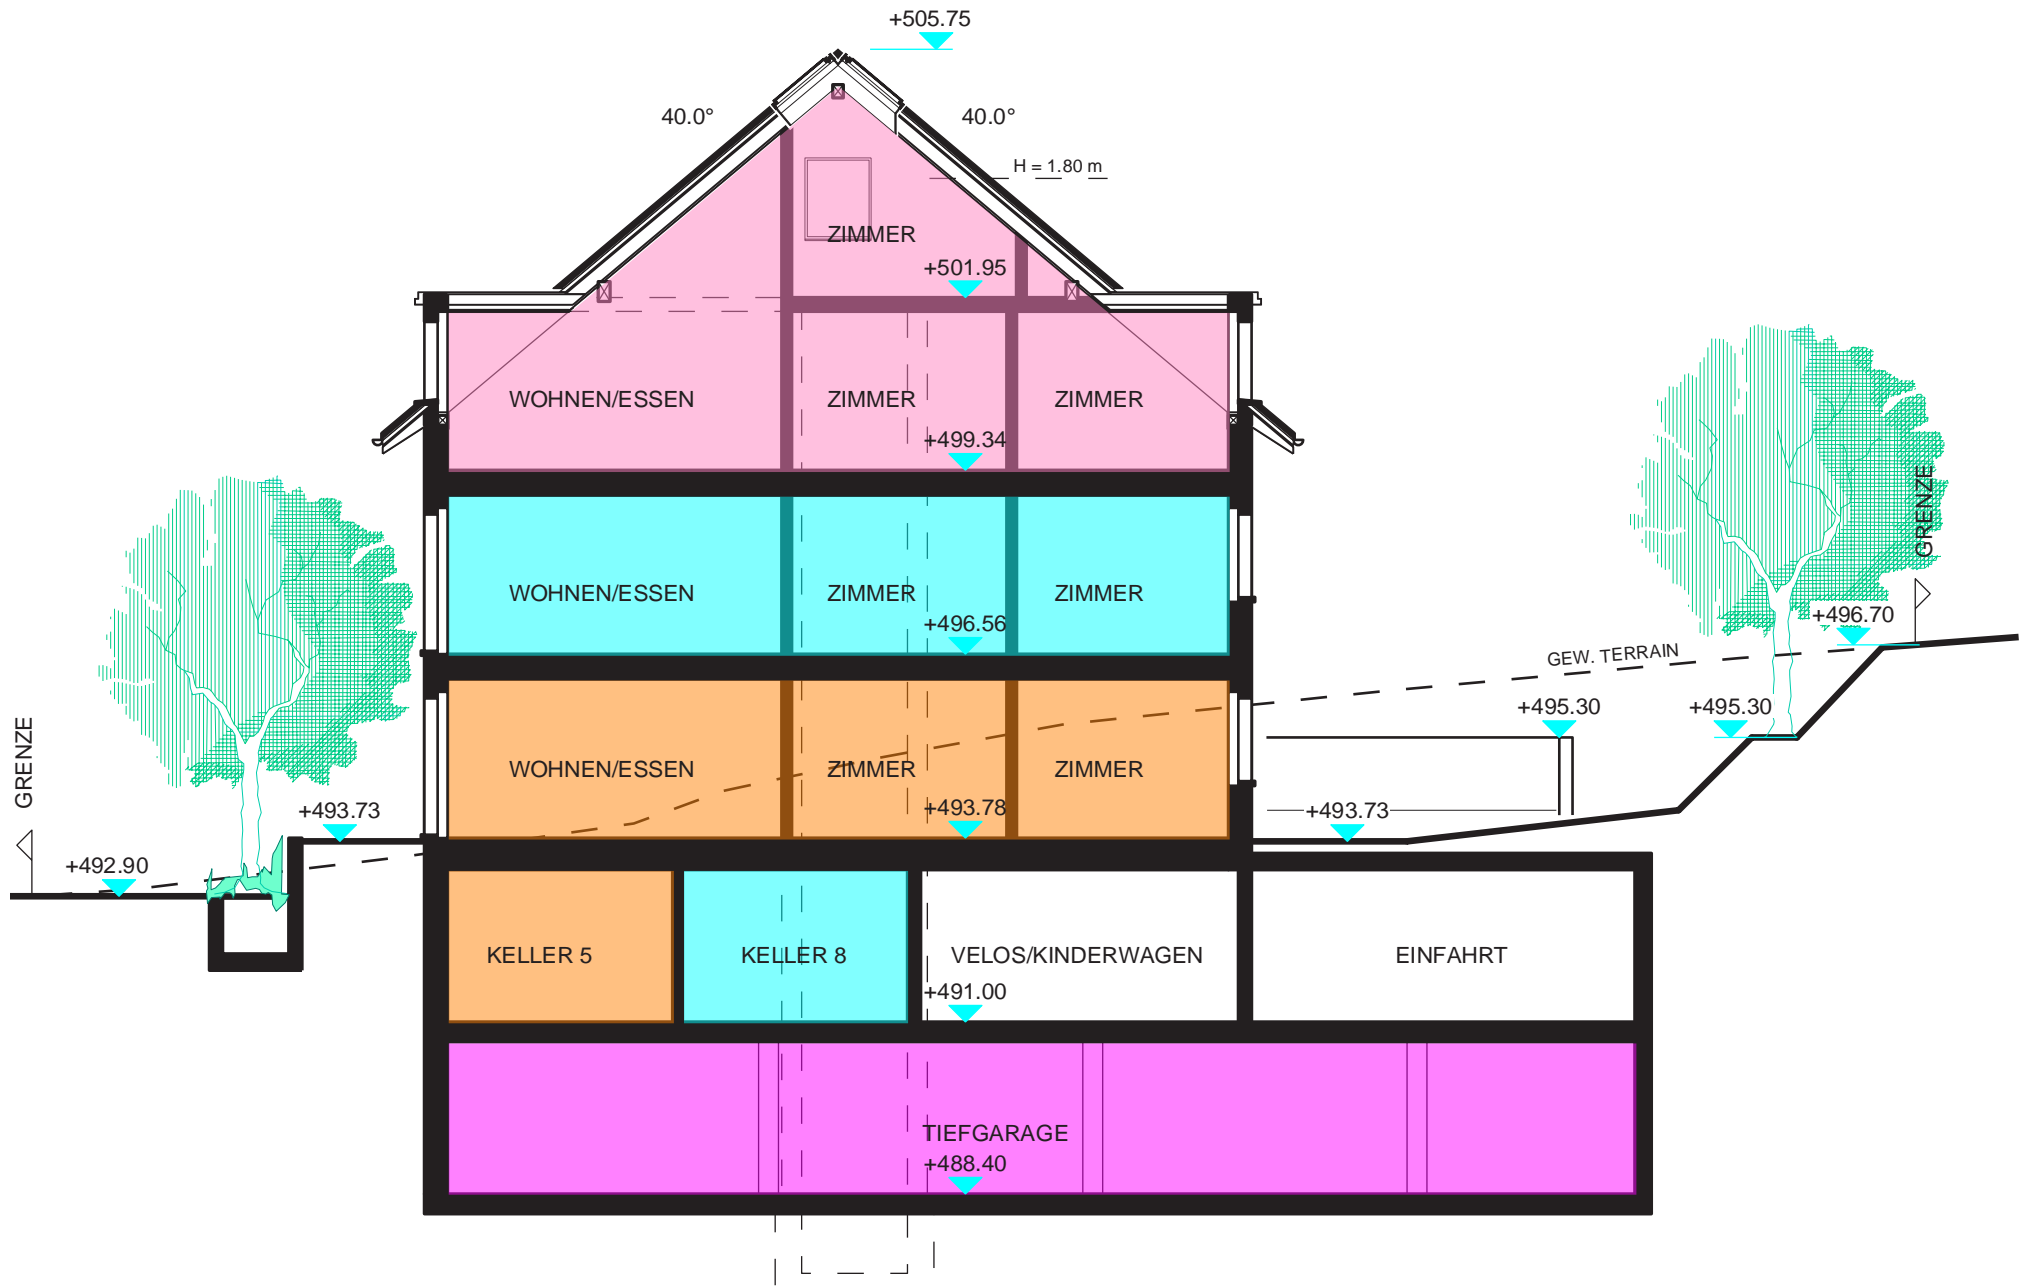 +505.75
40.0°
40.0°
H = 1.80 m
ZIMMER
+501.95
WOHNEN/ESSEN
ZIMMER
ZIMMER
+499.34
WOHNEN/ESSEN
ZIMMER
ZIMMER
+496.56
GRENZE
+496.70
GEW. TERRAIN
+495.30
+495.30
WOHNEN/ESSEN
ZIMMER
ZIMMER
GRENZE
+493.73
+493.78
+493.73
+492.90
KELLER 5
KELLER 8
VELOS/KINDERWAGEN
EINFAHRT
+491.00
TIEFGARAGE
+488.40